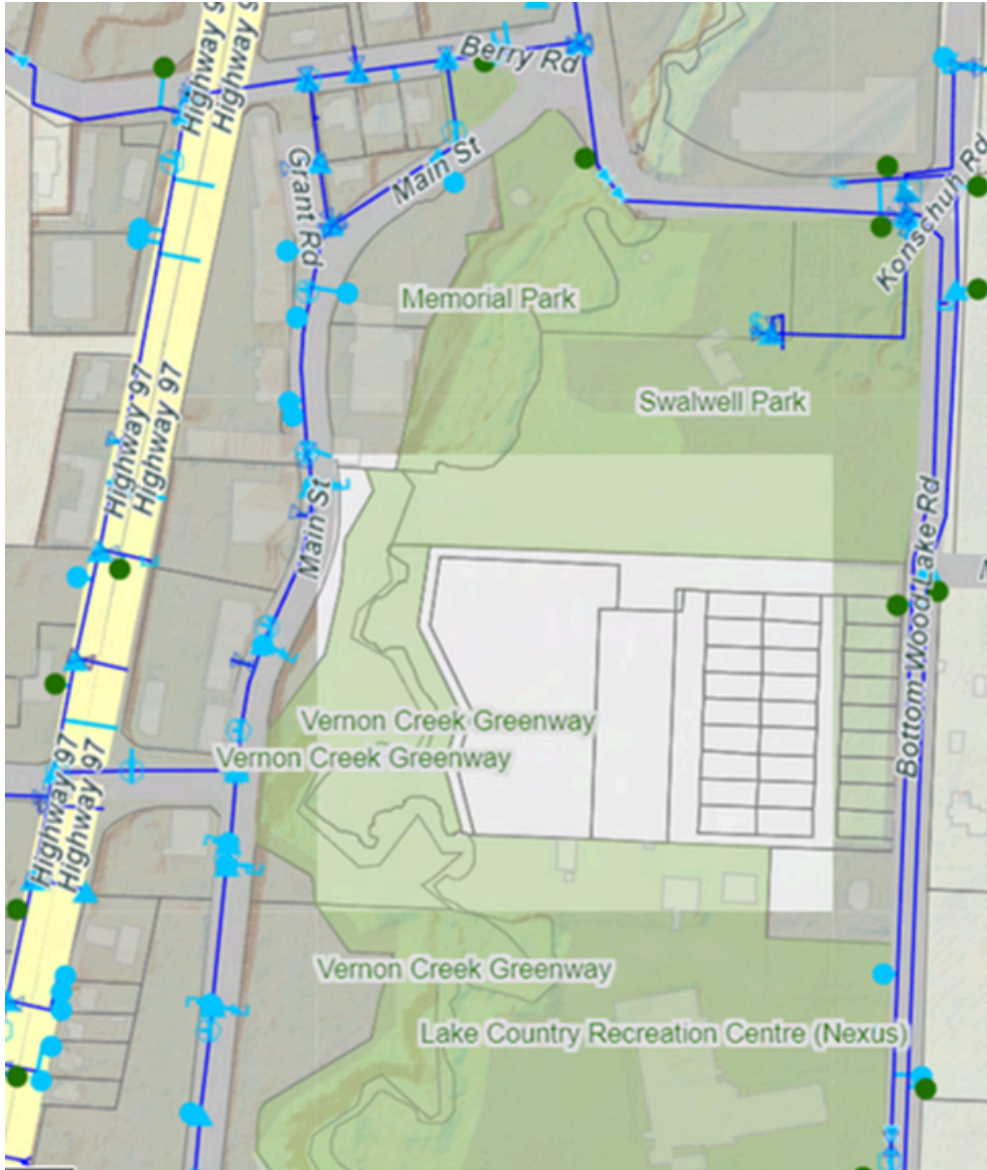 Highway 97
Highway 97
Berry Rd
Main St
Grant Rd
Konschuh Rd
Memorial Park
Swalwell Park
Highway 97
Highway 97
Main St
Bottom Wood Lake Rd
Vernon Creek Greenway
Vernon Creek Greenway
Highway 97
Highway 97
Vernon Creek Greenway
Lake Country Recreation Centre (Nexus)